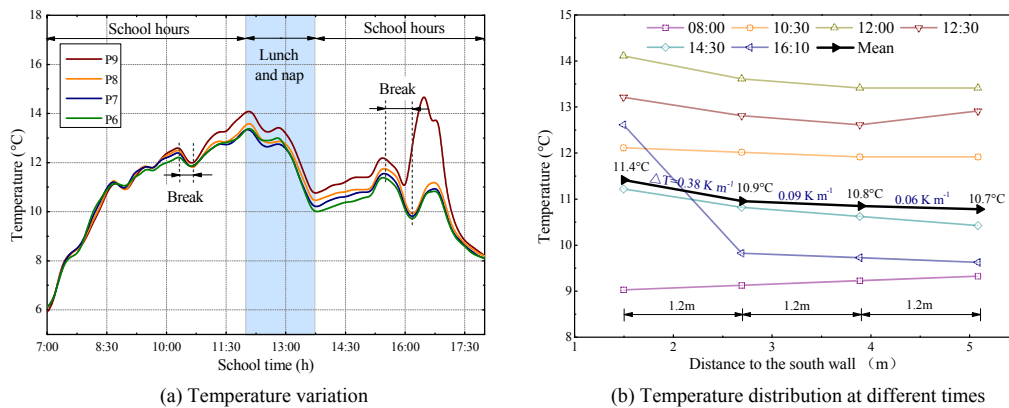 School hours
School hours
Lunch
and nap
P9
P8
P7
P6
Break
Break
18
16
14
12
10
8
6
Temperature (°C)
7:00 8:30 10:00 11:30 13:00 14:30 16:00 17:30
School time (h)
(a) Temperature variation
08:00 10:30 12:00 12:30
14:30 16:10 Mean
15
14
13
12
11
10
9
8
Temperature (°C)
11.4°C
△T=0.38 K m⁻¹
10.9°C
0.09 K m⁻¹
10.8°C
0.06 K m⁻¹
10.7°C
1.2m 1.2m 1.2m
1 2 3 4 5
Distance to the south wall (m)
(b) Temperature distribution at different times